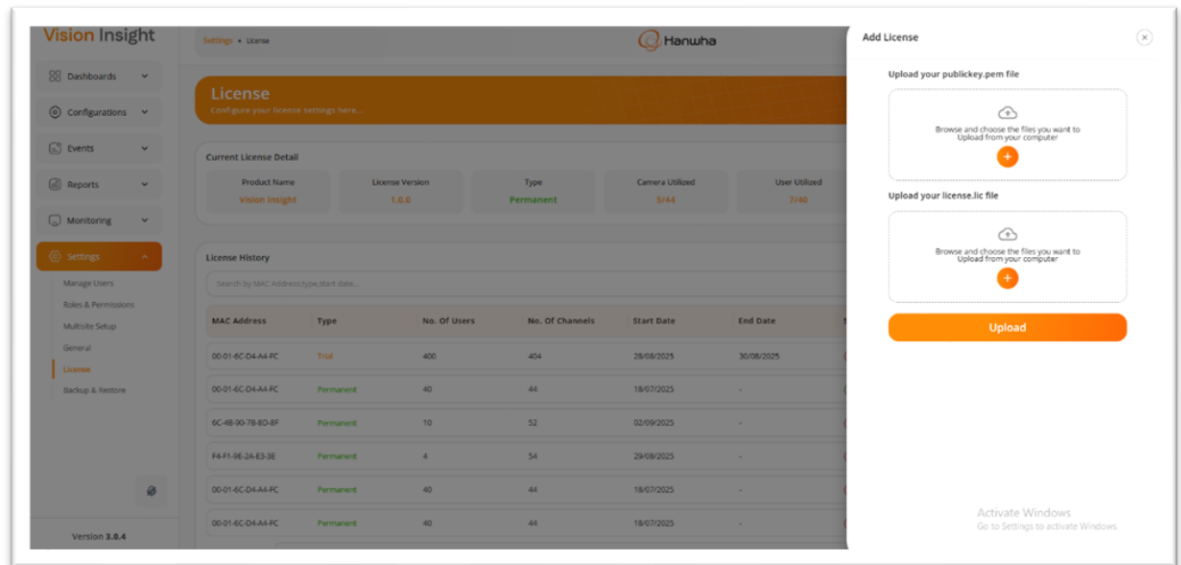 Vision Insight
Dashboards
Configurations
Events
Reports
Monitoring
Settings
Manage Users
Roles & Permissions
Multisite Setup
General
License
Backup & Restore
Version 3.0.4
Settings • License
Hanwha
License
Configure your license settings here...
Current License Detail
Product Name License Version Type Camera Utilized User Utilized
Vision Insight 1.0.0 Permanent 5/44 7/40
License History
Search by MAC Address,type,start date...
MAC Address Type No. Of Users No. Of Channels Start Date End Date
00-01-6C-D4-A4-FC Trial 400 404 28/08/2025 30/08/2025
00-01-6C-D4-A4-FC Permanent 40 44 18/07/2025 -
6C-4B-90-78-8D-8F Permanent 10 52 02/09/2025 -
F4-F1-9E-2A-E3-3E Permanent 4 54 29/08/2025 -
00-01-6C-D4-A4-FC Permanent 40 44 18/07/2025 -
00-01-6C-D4-A4-FC Permanent 40 44 18/07/2025 -
Add License
Upload your publickey.pem file
Browse and choose the files you want to
Upload from your computer
Upload your license.lic file
Browse and choose the files you want to
Upload from your computer
Upload
Activate Windows
Go to Settings to activate Windows.